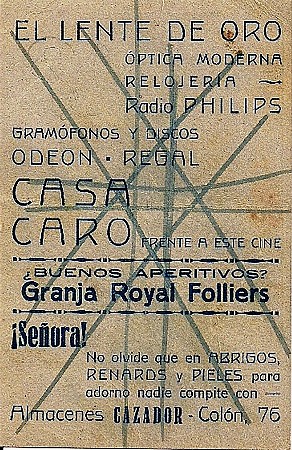 EL LENTE DE ORO
ÓPTICA MODERNA
RELOJERIA
Radio PHILIPS
GRAMÓFONOS Y DISCOS
ODEON - REGAL
CASA
CARO FRENTE A ESTE CINE
¿BUENOS APERITIVOS?
Granja Royal Folliers
¡Señora!
No olvide que en ABRIGOS,
RENARDS y PIELES para
adorno nadie compite con
Almacenes CAZADOR - Colón, 76